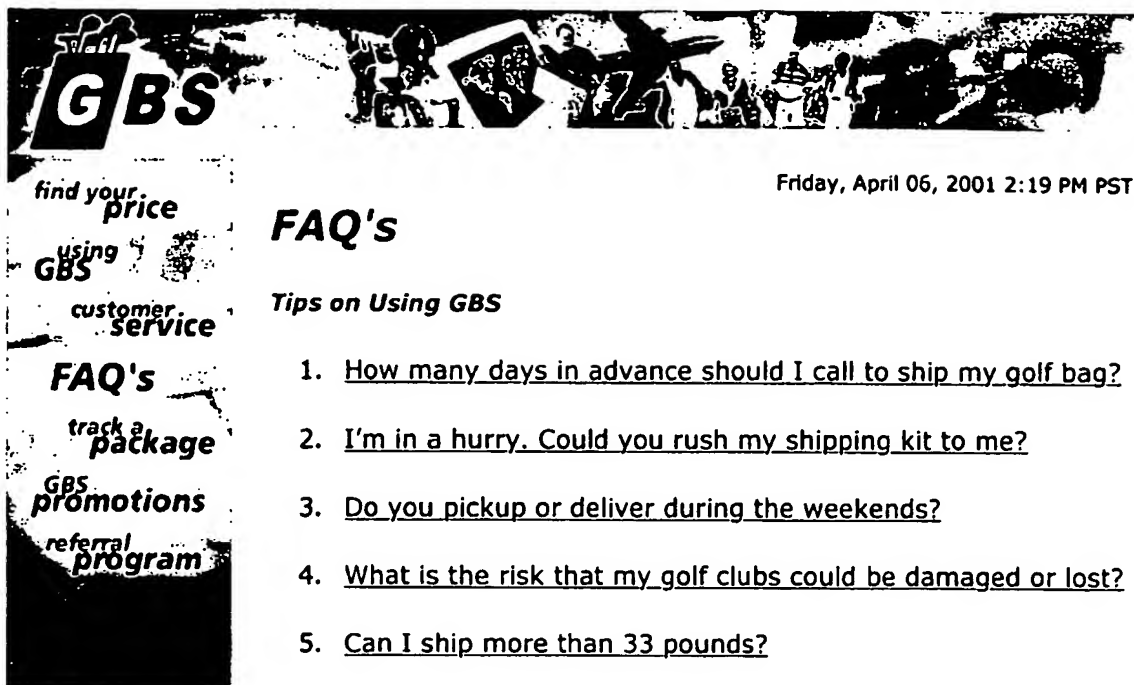 GBS
Friday, April 06, 2001 2:19 PM PST
find your
price
using
GBS
customer
service
FAQ's
track a
package
GBS
promotions
referral
program
FAQ's
Tips on Using GBS
1. How many days in advance should I call to ship my golf bag?
2. I'm in a hurry. Could you rush my shipping kit to me?
3. Do you pickup or deliver during the weekends?
4. What is the risk that my golf clubs could be damaged or lost?
5. Can I ship more than 33 pounds?